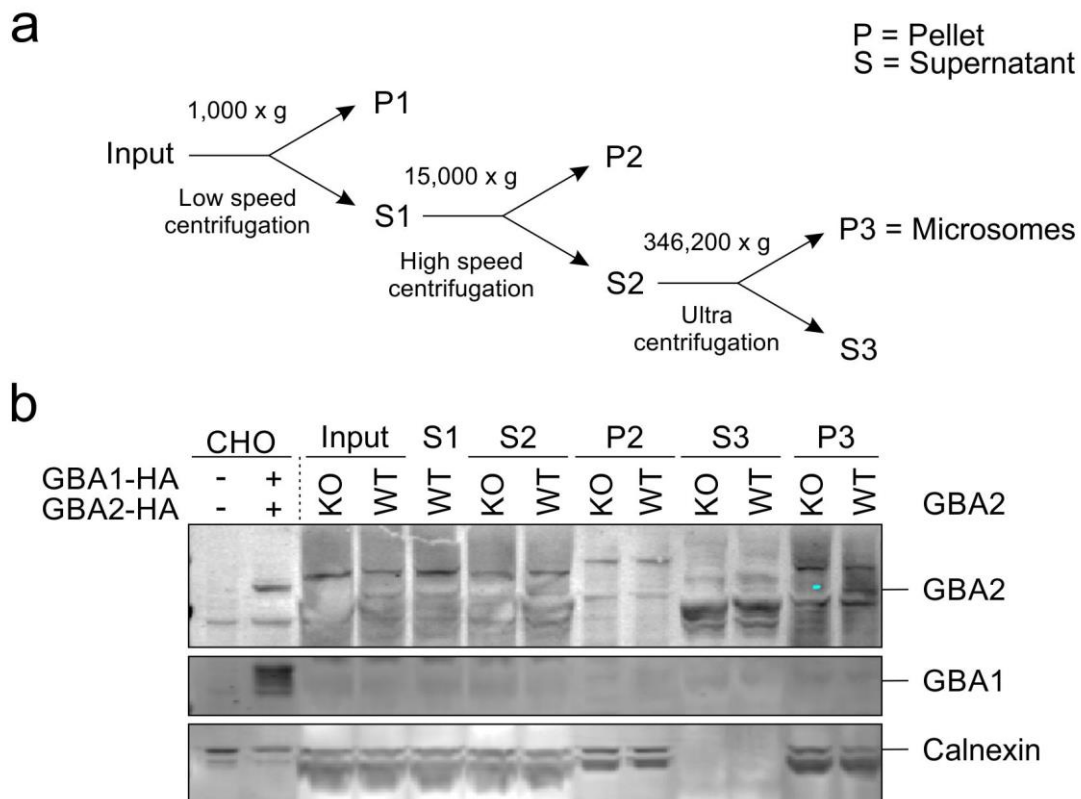 a
P = Pellet
S = Supernatant
1,000 x g
P1
Input
Low speed
centrifugation
15,000 x g
P2
S1
High speed
centrifugation
346,200 x g
P3 = Microsomes
S2
Ultra
centrifugation
S3
b
CHO Input S1 S2 P2 S3 P3
GBA1-HA - + KO WT WT KO WT KO WT KO WT KO WT GBA2
GBA2-HA - +
GBA2
GBA1
Calnexin